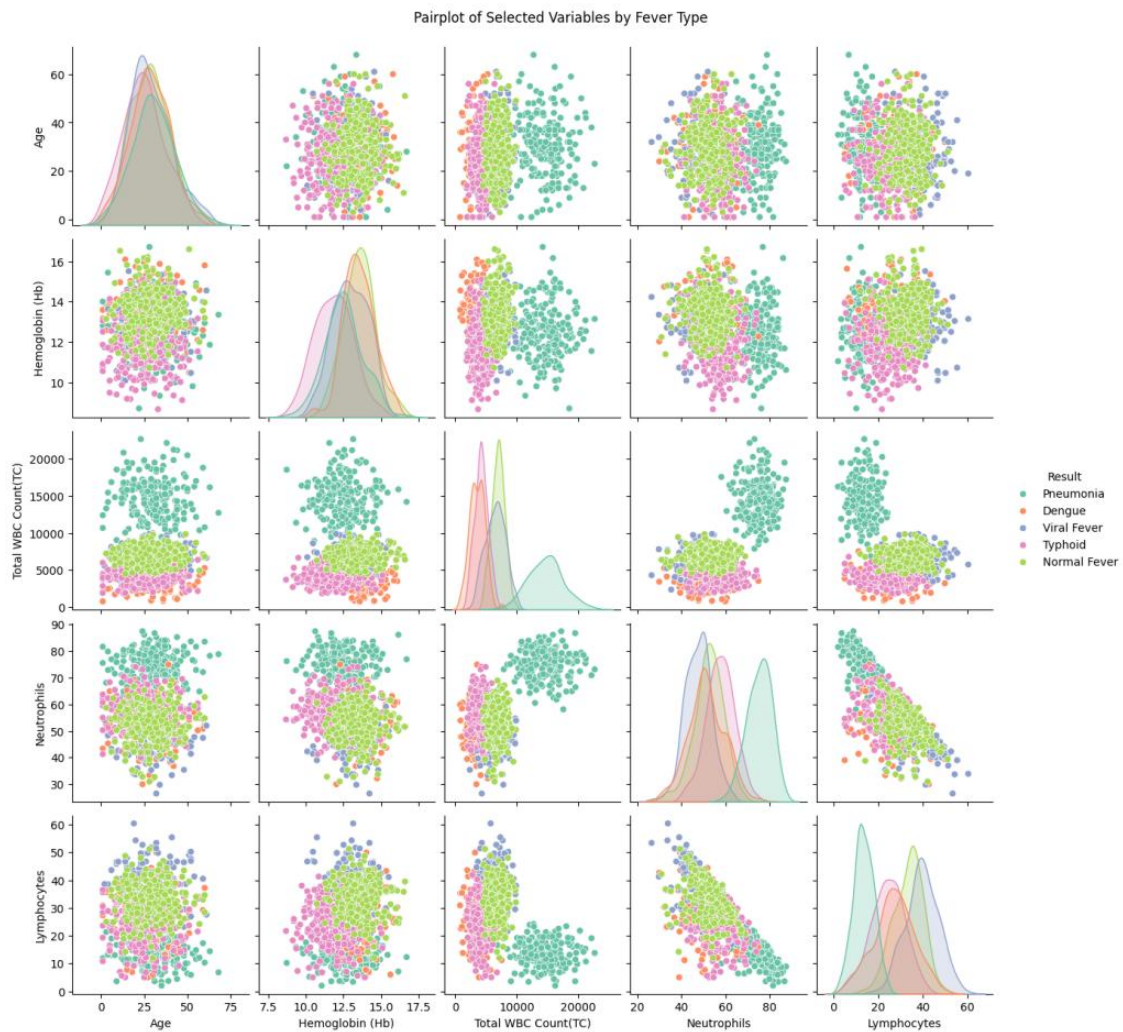 Pairplot of Selected Variables by Fever Type
60
40
20
0
Age
16
14
12
10
Hemoglobin (Hb)
20000
15000
10000
5000
0
Total WBC Count(TC)
Result
Pneumonia
Dengue
Viral Fever
Typhoid
Normal Fever
90
80
70
60
50
40
30
Neutrophils
60
50
40
30
20
10
0
Lymphocytes
0 25 50 75
Age
7.5 10.0 12.5 15.0 17.5
Hemoglobin (Hb)
0 10000 20000
Total WBC Count(TC)
20 40 60 80
Neutrophils
0 20 40 60
Lymphocytes